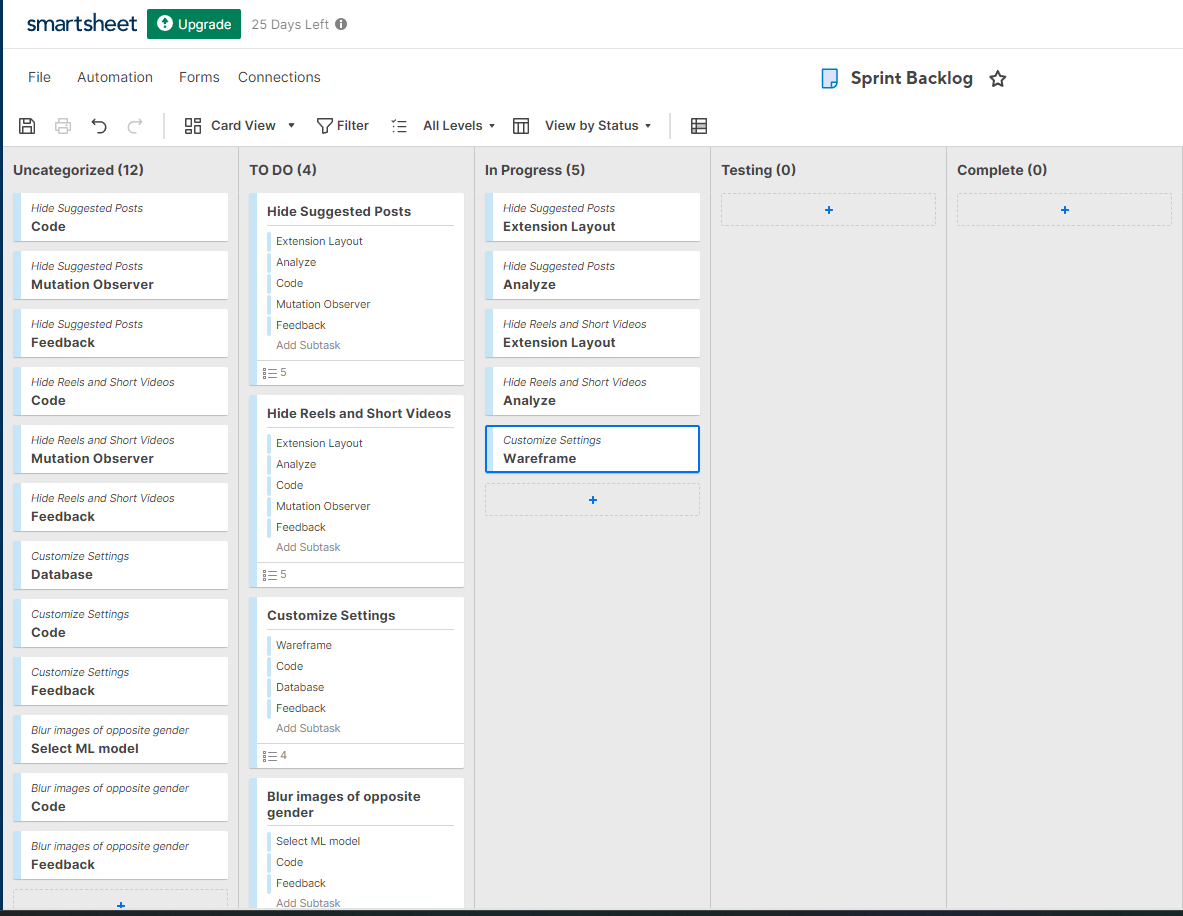 smartsheet
Upgrade
25 Days Left
File Automation Forms Connections
Sprint Backlog
Card View
Filter
All Levels
View by Status
Uncategorized (12)
Hide Suggested Posts
Code
Hide Suggested Posts
Mutation Observer
Hide Suggested Posts
Feedback
Hide Reels and Short Videos
Code
Hide Reels and Short Videos
Mutation Observer
Hide Reels and Short Videos
Feedback
Customize Settings
Database
Customize Settings
Code
Customize Settings
Feedback
Blur images of opposite gender
Select ML model
Blur images of opposite gender
Code
Blur images of opposite gender
Feedback
+
TO DO (4)
Hide Suggested Posts
Extension Layout
Analyze
Code
Mutation Observer
Feedback
Add Subtask
5
Hide Reels and Short Videos
Extension Layout
Analyze
Code
Mutation Observer
Feedback
Add Subtask
5
Customize Settings
Wareframe
Code
Database
Feedback
Add Subtask
4
Blur images of opposite
gender
Select ML model
Code
Feedback
Add Subtask
In Progress (5)
Hide Suggested Posts
Extension Layout
Hide Suggested Posts
Analyze
Hide Reels and Short Videos
Extension Layout
Hide Reels and Short Videos
Analyze
Customize Settings
Wareframe
+
Testing (0)
+
Complete (0)
+